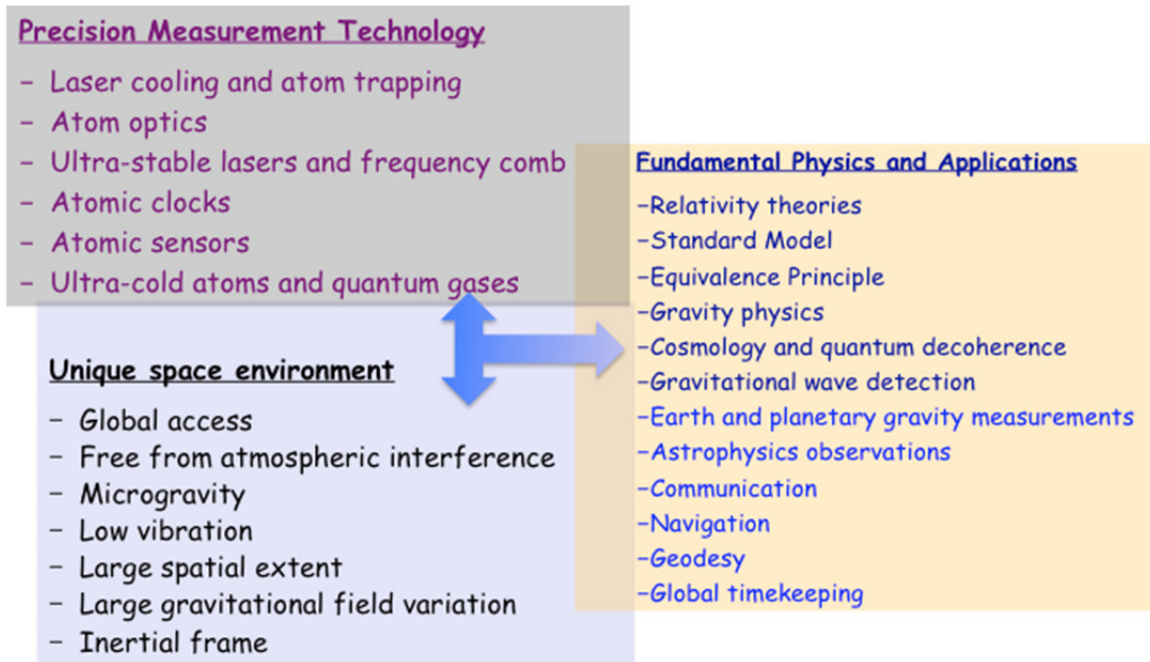 Precision Measurement Technology
– Laser cooling and atom trapping
– Atom optics
– Ultra-stable lasers and frequency comb
– Atomic clocks
– Atomic sensors
– Ultra-cold atoms and quantum gases
Unique space environment
– Global access
– Free from atmospheric interference
– Microgravity
– Low vibration
– Large spatial extent
– Large gravitational field variation
– Inertial frame
Fundamental Physics and Applications
–Relativity theories
–Standard Model
–Equivalence Principle
–Gravity physics
–Cosmology and quantum decoherence
–Gravitational wave detection
–Earth and planetary gravity measurements
–Astrophysics observations
–Communication
–Navigation
–Geodesy
–Global timekeeping